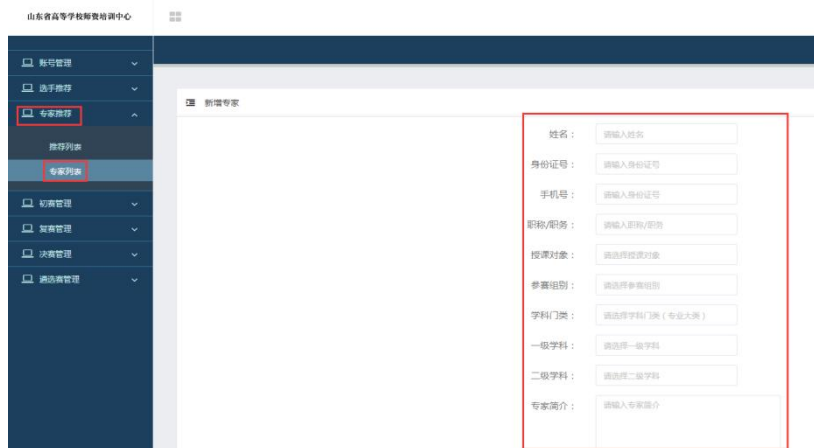 山东省高等学校师资培训中心
账号管理
选手推荐
专家推荐
推荐列表
专家列表
初赛管理
复赛管理
决赛管理
遴选赛管理
新增专家
姓名： 请输入姓名
身份证号： 请输入身份证号
手机号： 请输入身份证号
职称/职务： 请输入职称/职务
授课对象： 请选择授课对象
参赛组别： 请选择参赛组别
学科门类： 请选择学科门类（专业大类）
一级学科： 请选择一级学科
二级学科： 请选择二级学科
专家简介： 请输入专家简介